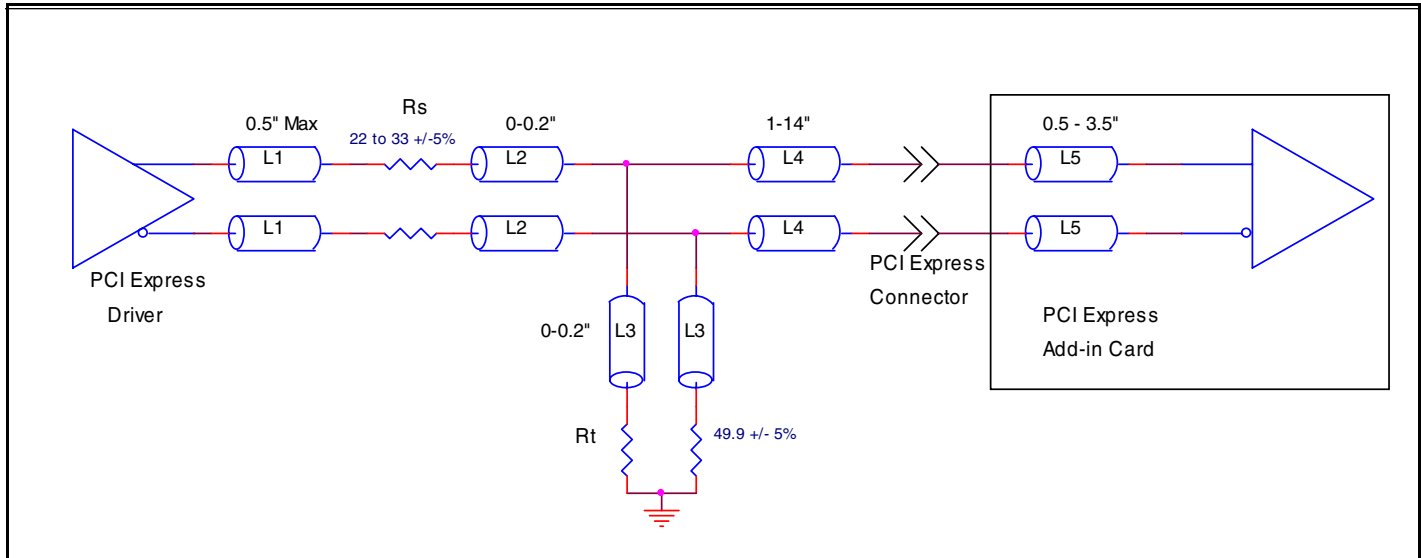 Rs
0.5" Max
22 to 33 +/-5%
0-0.2"
1-14"
0.5 - 3.5"
L1
L2
L4
L5
L1
L2
L4
L5
PCI Express
Driver
PCI Express
Connector
PCI Express
Add-in Card
0-0.2"
L3
L3
Rt
49.9 +/- 5%